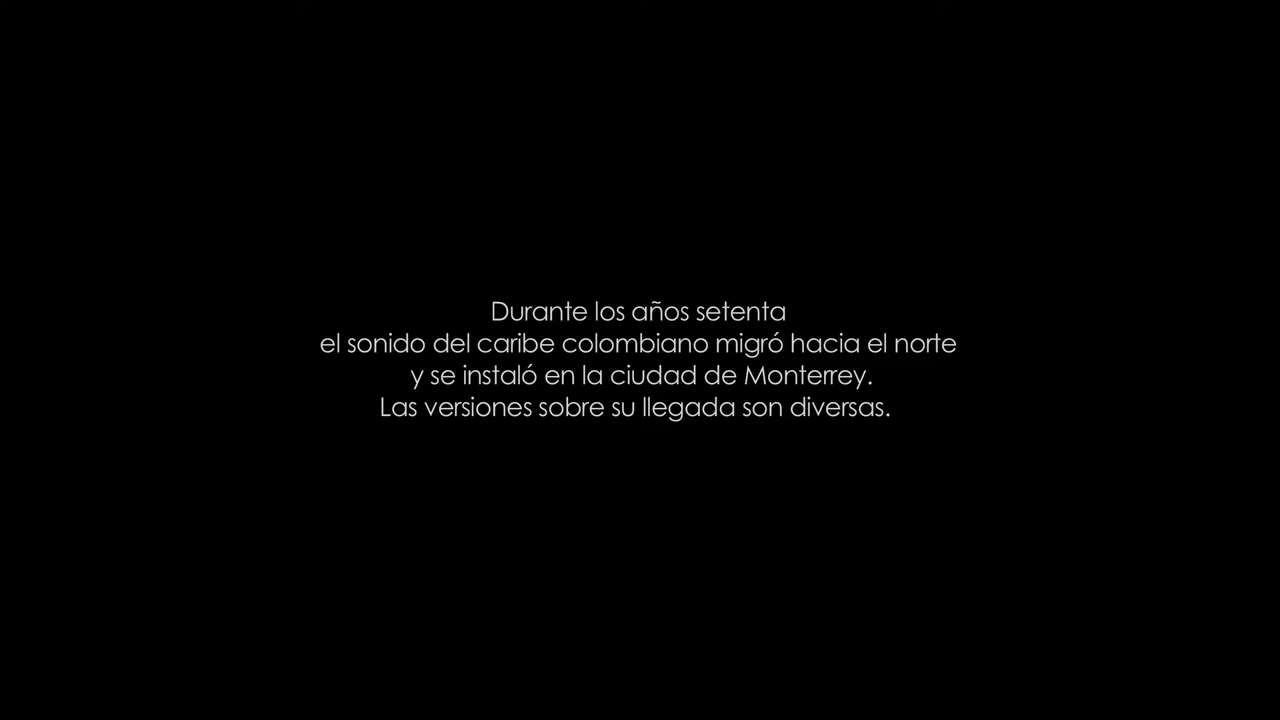 Durante los años setenta
el sonido del caribe colombiano migró hacia el norte
y se instaló en la ciudad de Monterrey.
Las versiones sobre su llegada son diversas.